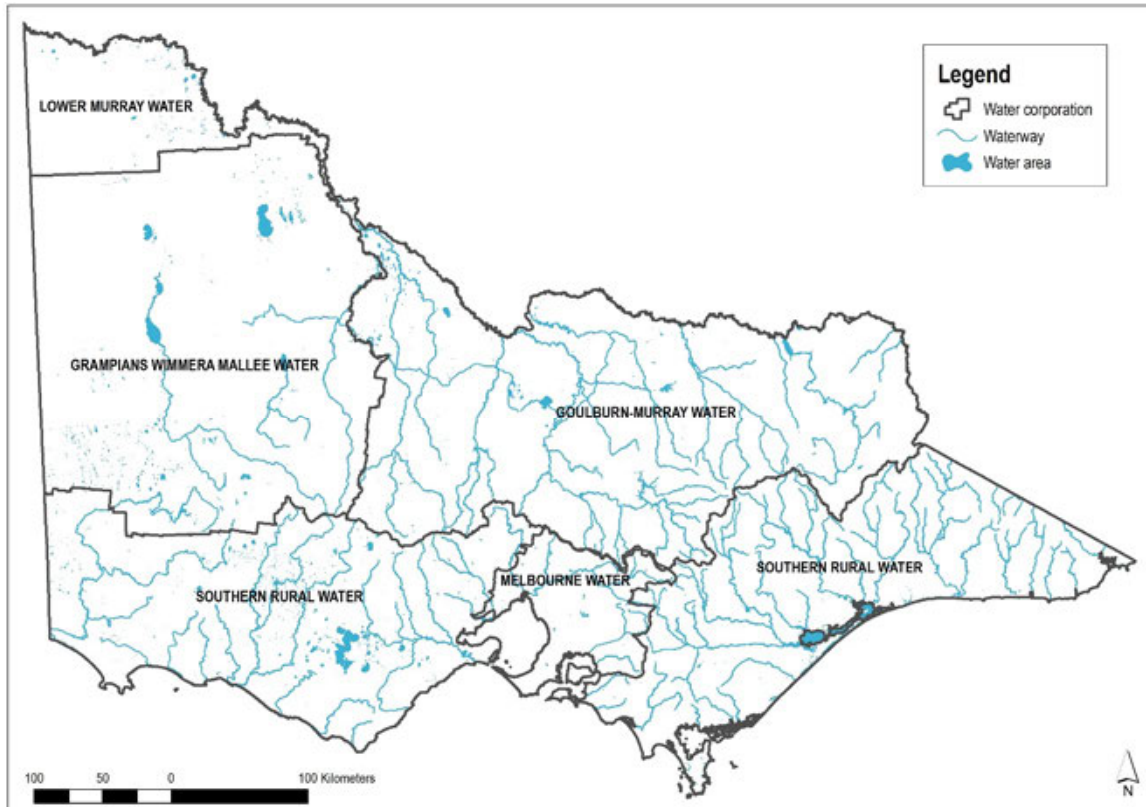 Legend
Water corporation
Waterway
Water area
LOWER MURRAY WATER
GRAMPIANS WIMMERA MALLEE WATER
GOULBURN-MURRAY WATER
MELBOURNE WATER
SOUTHERN RURAL WATER
SOUTHERN RURAL WATER
100 50 0 100 Kilometers
N